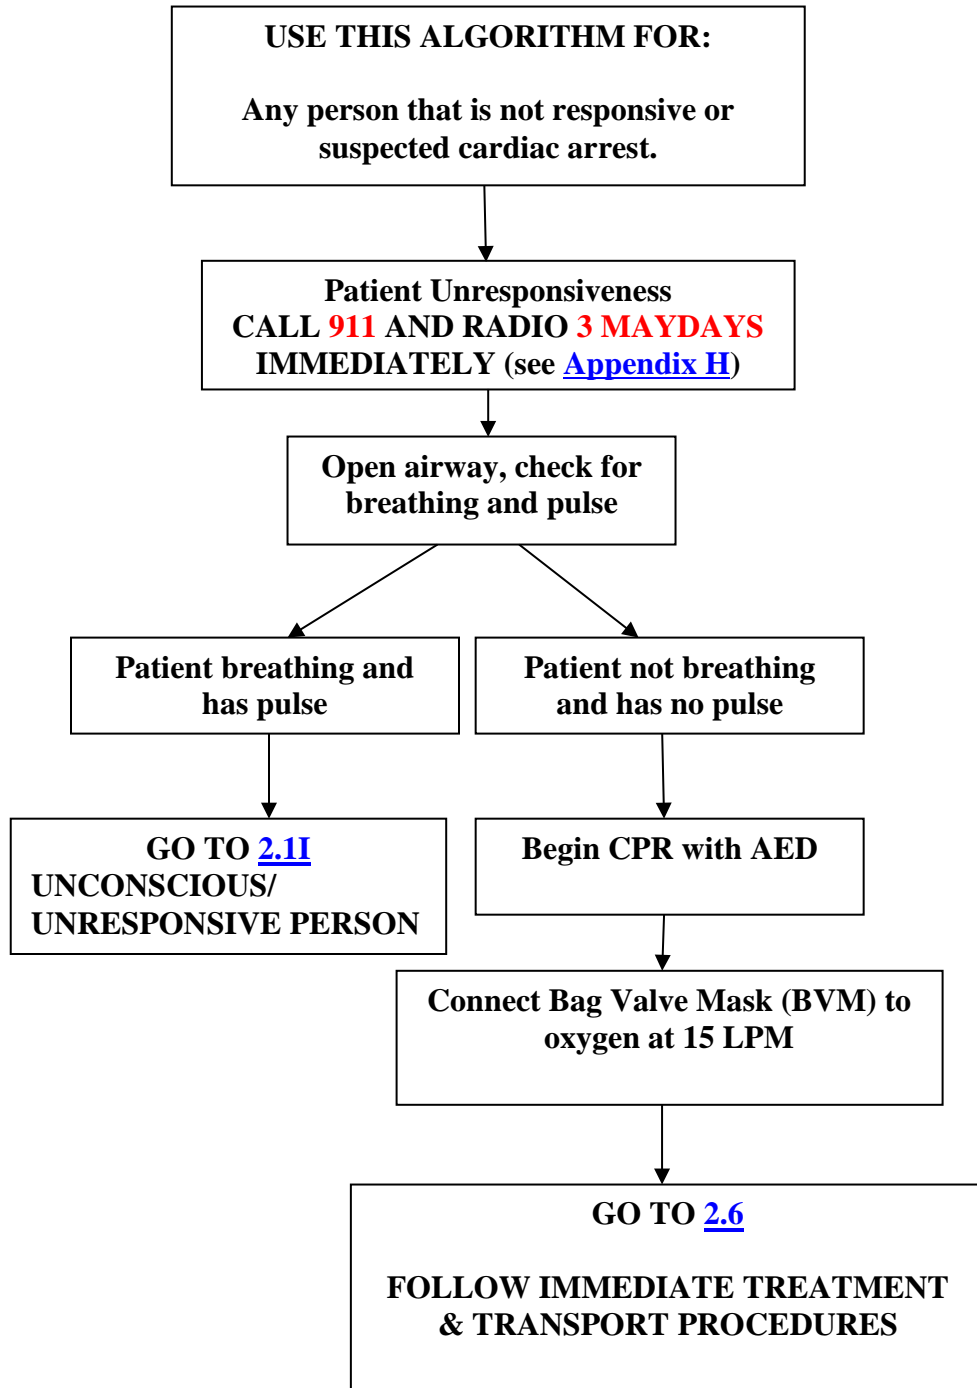 USE THIS ALGORITHM FOR:
Any person that is not responsive or
suspected cardiac arrest.
Patient Unresponsiveness
CALL 911 AND RADIO 3 MAYDAYS
IMMEDIATELY (see Appendix H)
Open airway, check for
breathing and pulse
Patient breathing and
has pulse
Patient not breathing
and has no pulse
GO TO 2.1I
UNCONSCIOUS/
UNRESPONSIVE PERSON
Begin CPR with AED
Connect Bag Valve Mask (BVM) to
oxygen at 15 LPM
GO TO 2.6
FOLLOW IMMEDIATE TREATMENT
& TRANSPORT PROCEDURES